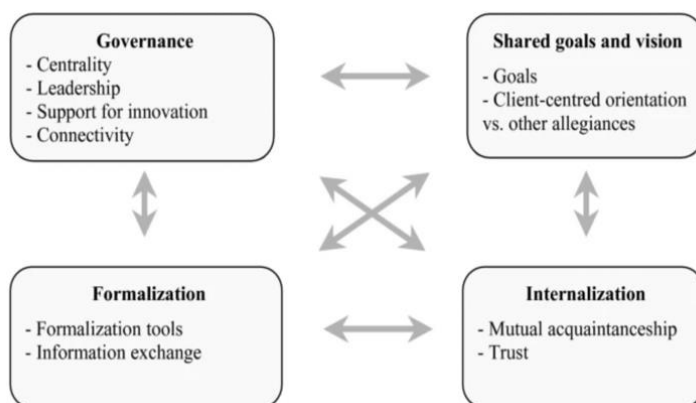 Governance
- Centrality
- Leadership
- Support for innovation
- Connectivity
Shared goals and vision
- Goals
- Client-centred orientation
vs. other allegiances
Formalization
- Formalization tools
- Information exchange
Internalization
- Mutual acquaintanceship
- Trust